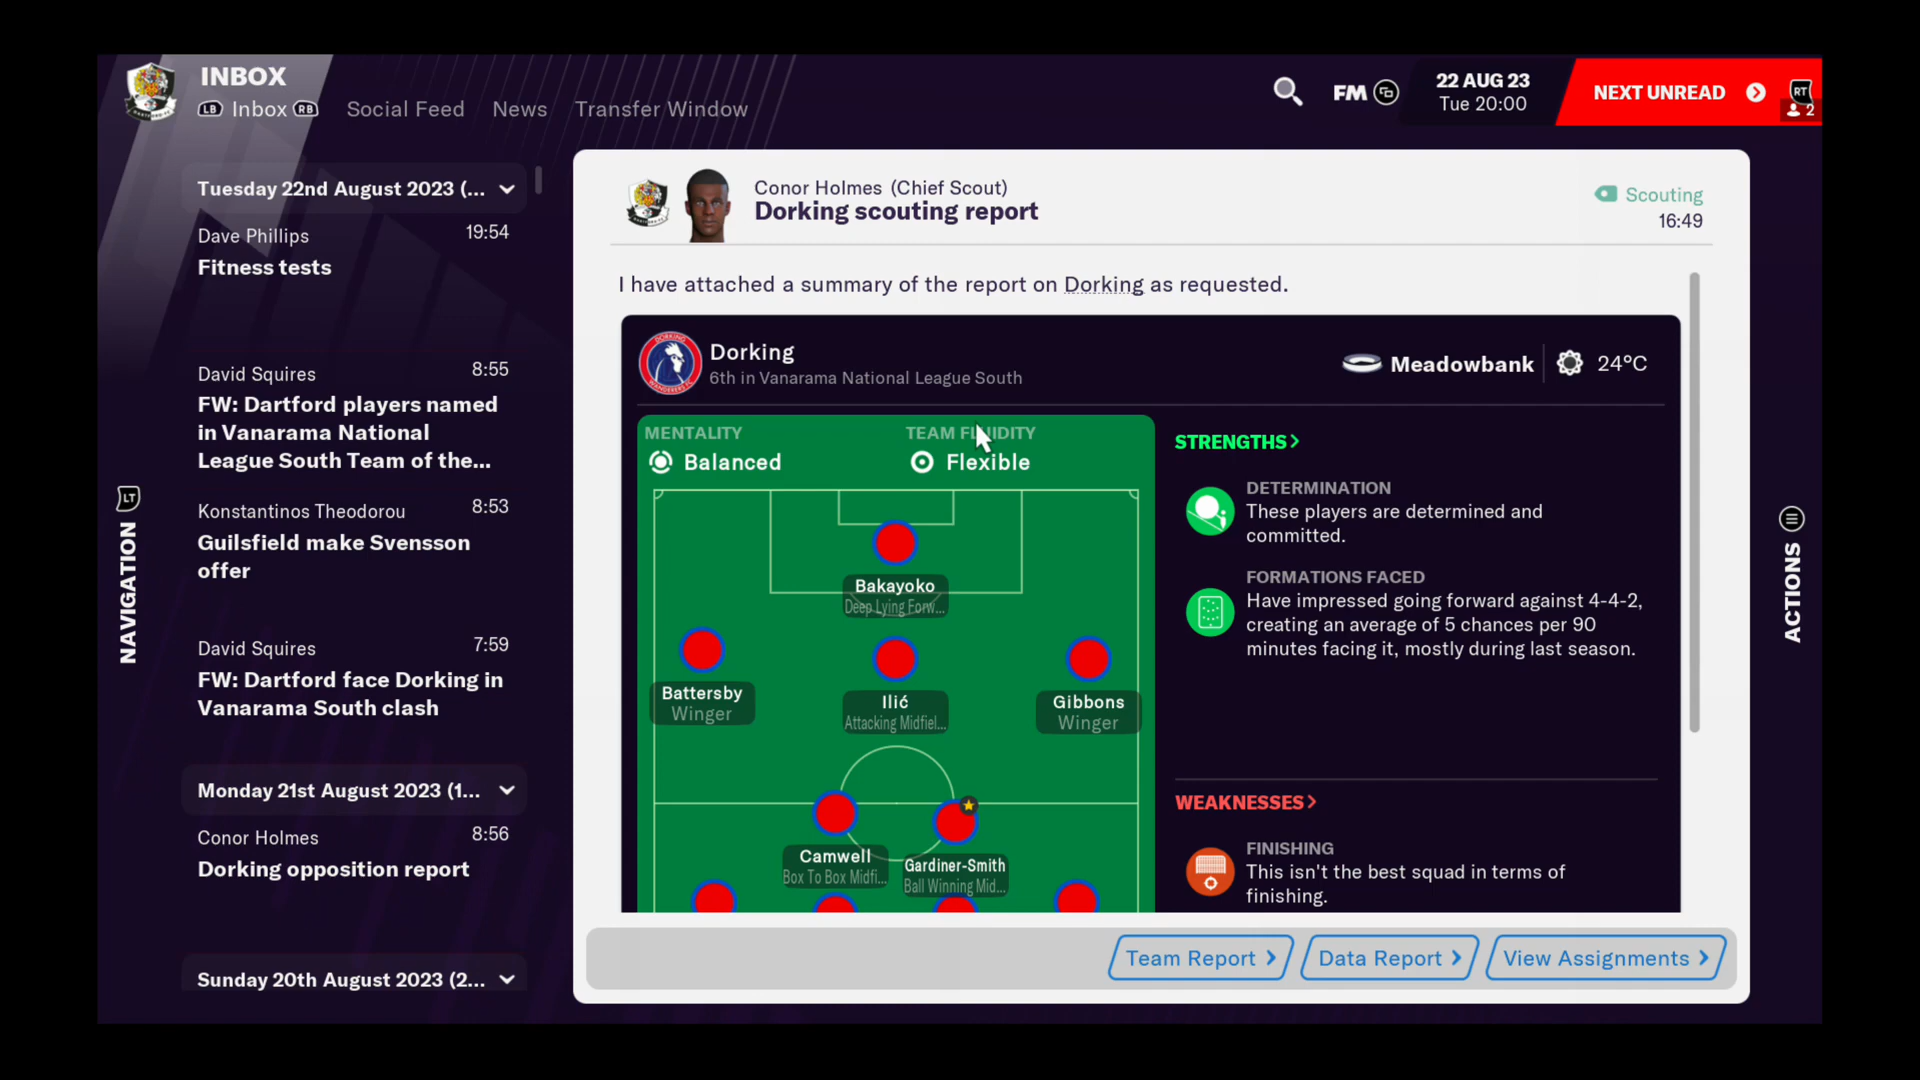 INBOX
LB Inbox RB
Social Feed
News
Transfer Window
FM
22 AUG 23
Tue 20:00
NEXT UNREAD
RT
2
Tuesday 22nd August 2023 (...
Dave Phillips 19:54
Fitness tests
David Squires 8:55
FW: Dartford players named
in Vanarama National
League South Team of the...
Konstantinos Theodorou 8:53
Guilsfield make Svensson
offer
David Squires 7:59
FW: Dartford face Dorking in
Vanarama South clash
Monday 21st August 2023 (1...
Conor Holmes 8:56
Dorking opposition report
Sunday 20th August 2023 (2...
LT
NAVIGATION
Conor Holmes (Chief Scout)
Dorking scouting report
Scouting
16:49
I have attached a summary of the report on Dorking as requested.
Dorking
6th in Vanarama National League South
Meadowbank
24°C
MENTALITY
Balanced
TEAM FLUIDITY
Flexible
Bakayoko
Deep Lying Forw...
Battersby
Winger
Ilić
Attacking Midfiel...
Gibbons
Winger
Camwell
Box To Box Midfi...
Gardiner-Smith
Ball Winning Mid...
STRENGTHS
DETERMINATION
These players are determined and
committed.
FORMATIONS FACED
Have impressed going forward against 4-4-2,
creating an average of 5 chances per 90
minutes facing it, mostly during last season.
WEAKNESSES
FINISHING
This isn't the best squad in terms of
finishing.
Team Report
Data Report
View Assignments
ACTIONS